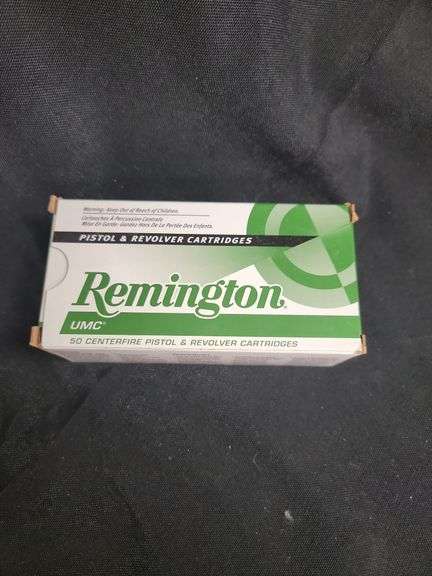 Warning: Keep Out of Reach of Children.
Cartouches À Percussion Centrale
Mise En Garde: Gardez Hors De La Portée Des Enfants.
PISTOL & REVOLVER CARTRIDGES
Remington®
UMC®
50 CENTERFIRE PISTOL & REVOLVER CARTRIDGES